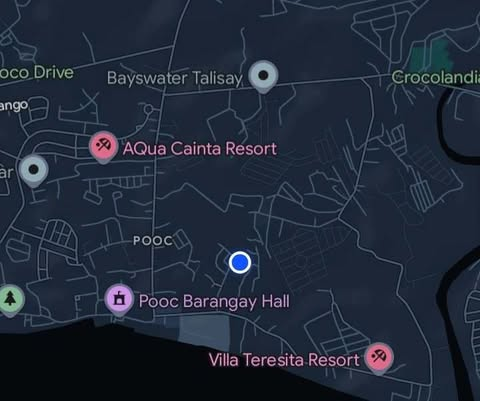 oco Drive
Bayswater Talisay
Crocolandia
ango
AQua Cainta Resort
ar
POOC
Pooc Barangay Hall
Villa Teresita Resort